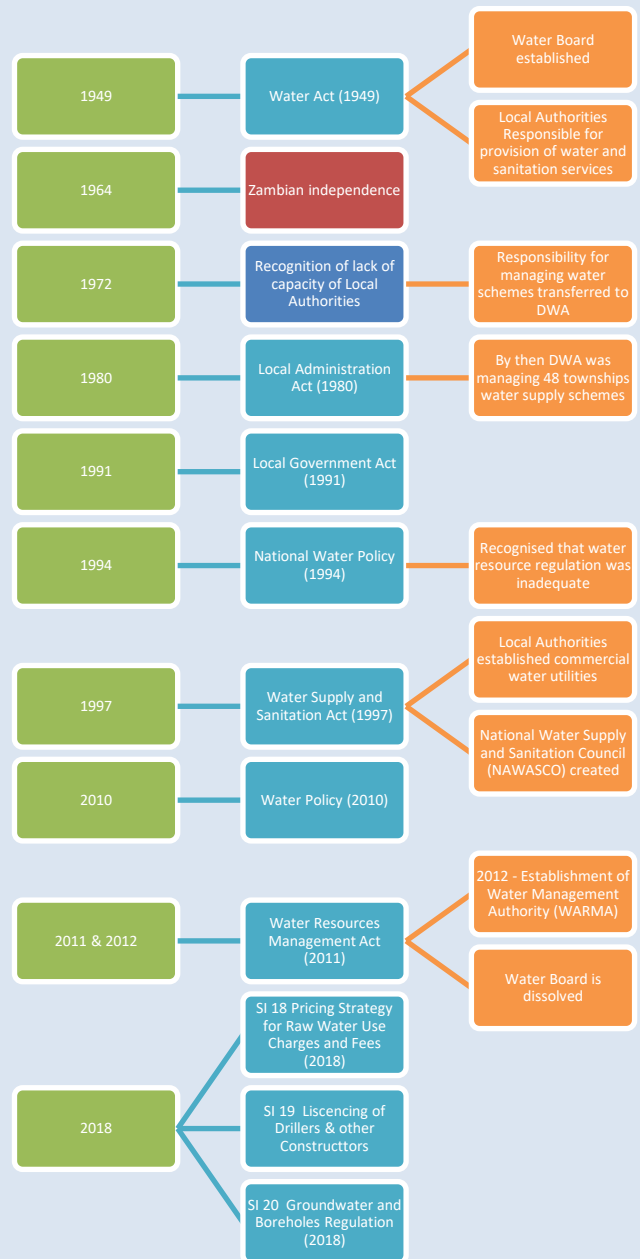 1949
Water Act (1949)
Water Board
established
Local Authorities
Responsible for
provision of water and
sanitation services
1964
Zambian independence
1972
Recognition of lack of
capacity of Local
Authorities
Responsibility for
managing water
schemes transferred to
DWA
1980
Local Administration
Act (1980)
By then DWA was
managing 48 townships
water supply schemes
1991
Local Government Act
(1991)
1994
National Water Policy
(1994)
Recognised that water
resource regulation was
inadequate
1997
Water Supply and
Sanitation Act (1997)
Local Authorities
established commercial
water utilities
National Water Supply
and Sanitation Council
(NAWASCO) created
2010
Water Policy (2010)
2011 & 2012
Water Resources
Management Act
(2011)
2012 - Establishment of
Water Management
Authority (WARMA)
Water Board is
dissolved
2018
SI 18 Pricing Strategy
for Raw Water Use
Charges and Fees
(2018)
SI 19 Liscencing of
Drillers & other
Constructtors
SI 20 Groundwater and
Boreholes Regulation
(2018)